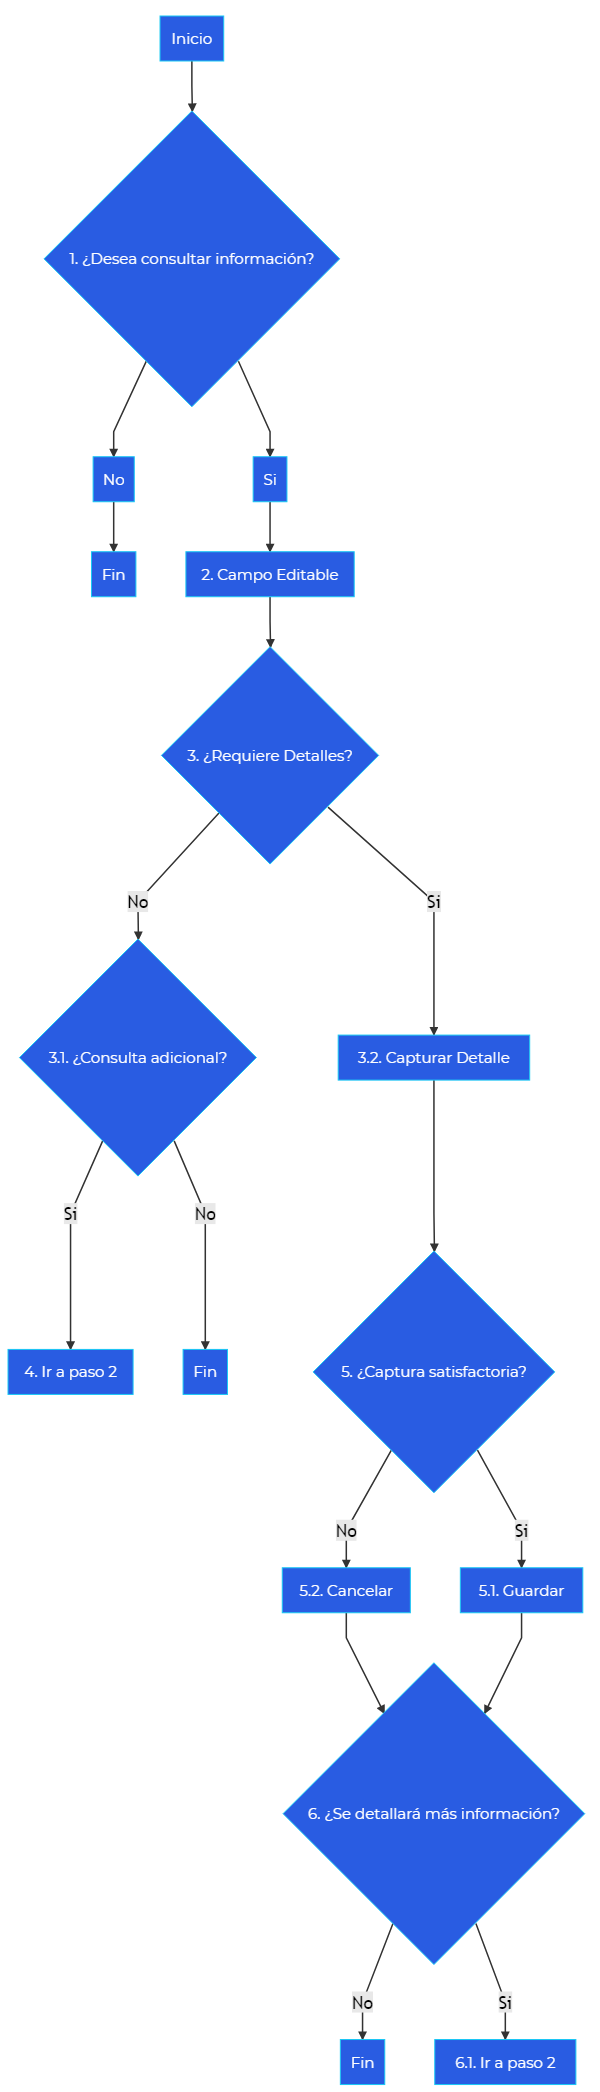 Inicio
1. ¿Desea consultar información?
No
Si
Fin
2. Campo Editable
3. ¿Requiere Detalles?
No
Si
3.1. ¿Consulta adicional?
3.2. Capturar Detalle
Si
No
4. Ir a paso 2
Fin
5. ¿Captura satisfactoria?
No
Si
5.2. Cancelar
5.1. Guardar
6. ¿Se detallará más información?
No
Si
Fin
6.1. Ir a paso 2